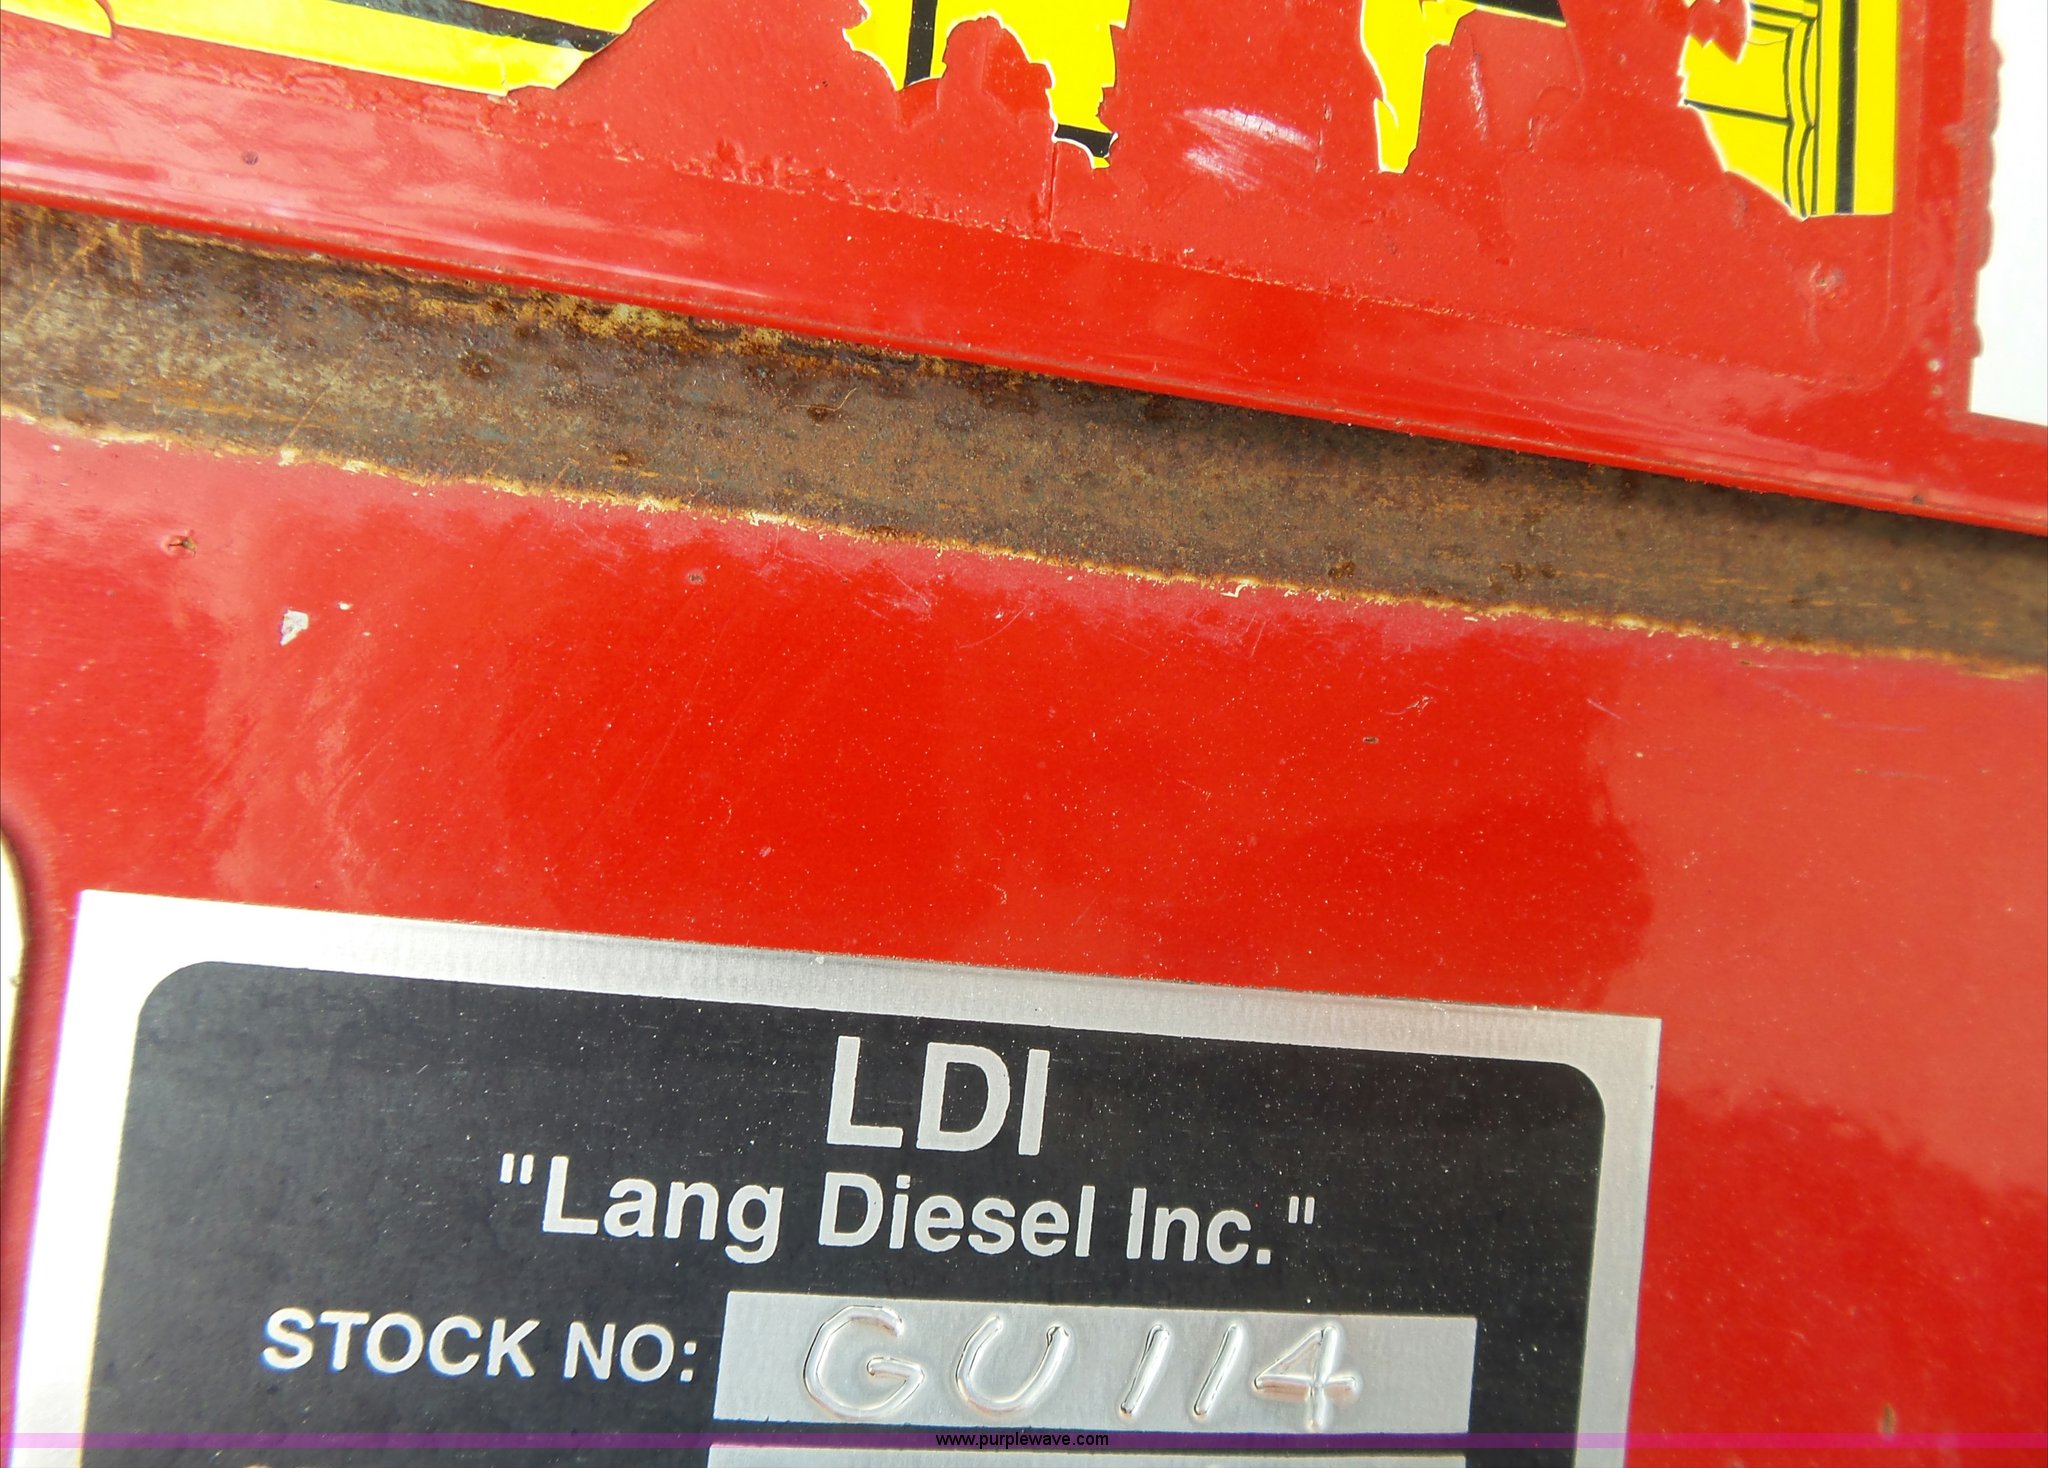 LDI
"Lang Diesel Inc."
STOCK NO: GU114
www.purplewave.com